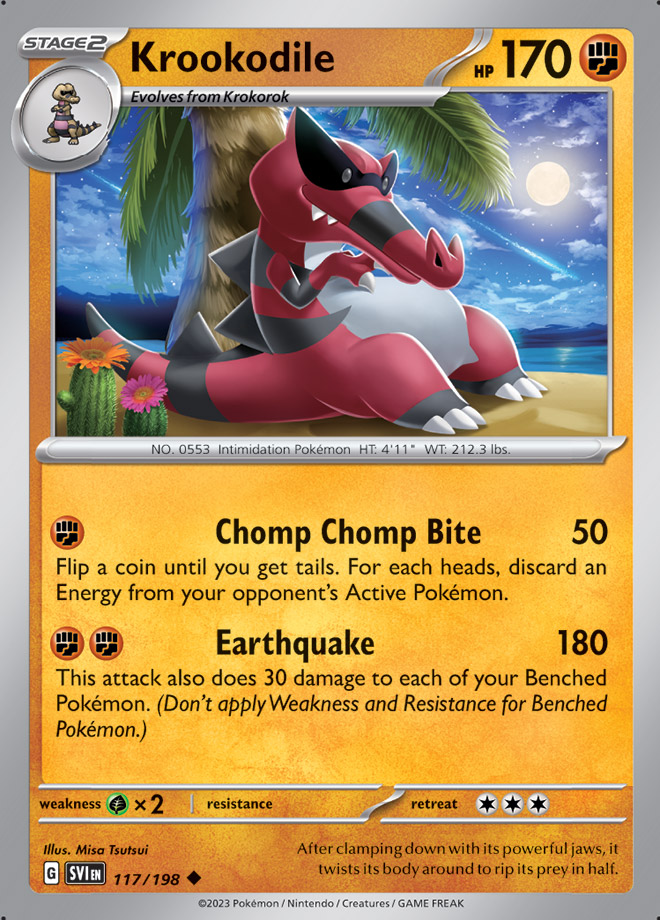 STAGE2
Krookodile
HP 170
Evolves from Krokorok
NO. 0553 Intimidation Pokémon HT: 4'11" WT: 212.3 lbs.
Chomp Chomp Bite 50
Flip a coin until you get tails. For each heads, discard an
Energy from your opponent's Active Pokémon.
Earthquake 180
This attack also does 30 damage to each of your Benched
Pokémon. (Don't apply Weakness and Resistance for Benched
Pokémon.)
weakness ×2 resistance retreat
Illus. Misa Tsutsui
After clamping down with its powerful jaws, it
twists its body around to rip its prey in half.
G SVI EN 117/198
©2023 Pokémon / Nintendo / Creatures / GAME FREAK